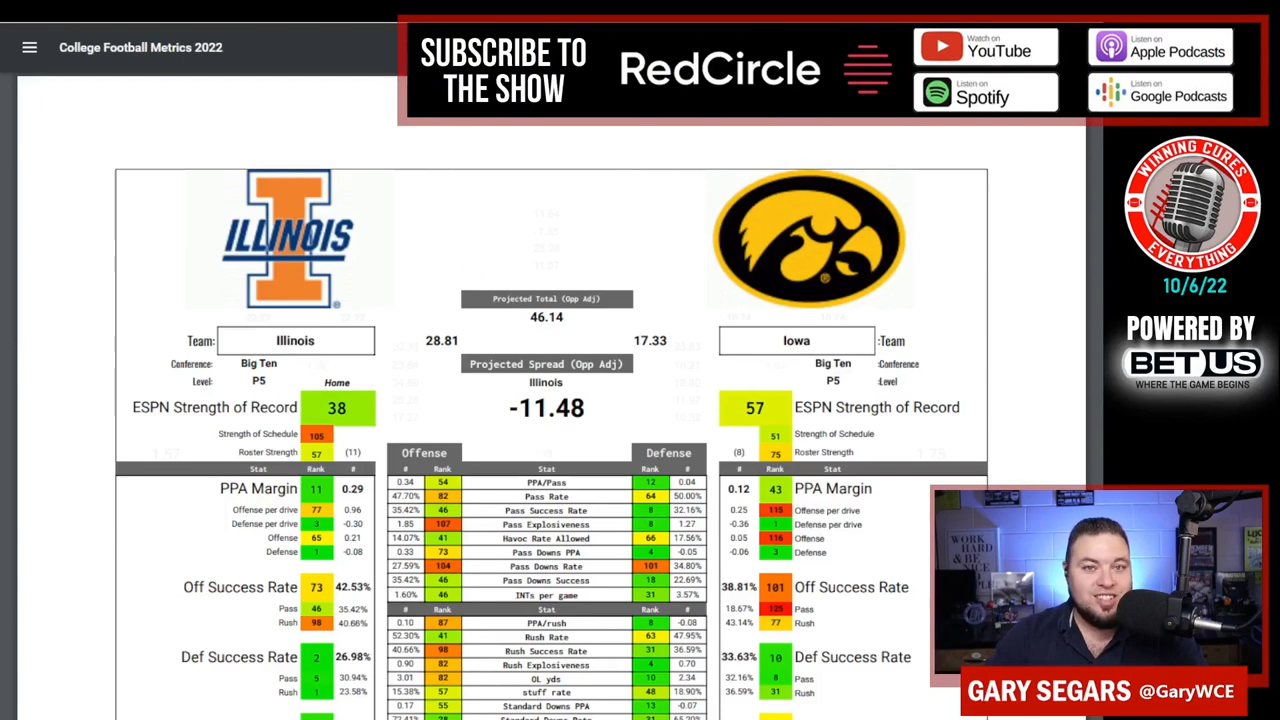 College Football Metrics 2022
SUBSCRIBE TO
THE SHOW
RedCircle
Watch on
YouTube
Listen on
Apple Podcasts
Listen on
Spotify
Listen on
Google Podcasts
WINNING CURES
EVERYTHING
10/6/22
POWERED BY
BETUS
WHERE THE GAME BEGINS
ILLINOIS
Projected Total (Opp Adj)
46.14
Team: Illinois 28.81 17.33 Iowa :Team
Projected Spread (Opp Adj)
Conference: Big Ten Big Ten :Conference
Level: P5 Home Illinois P5 :Level
ESPN Strength of Record 38 -11.48 57 ESPN Strength of Record
Strength of Schedule 105 51 Strength of Schedule
Roster Strength 57 (11) Offense Defense (8) 75 Roster Strength
Stat Rank # # Rank Stat Rank # # Rank Stat
PPA Margin 11 0.29 0.12 43 PPA Margin
Offense per drive 77 0.96 0.25 115 Offense per drive
Defense per drive 3 -0.30 -0.36 1 Defense per drive
Offense 65 0.21 0.05 116 Offense
Defense 1 -0.08 -0.06 3 Defense
Off Success Rate 73 42.53% 38.81% 101 Off Success Rate
Pass 46 35.42% 18.67% 125 Pass
Rush 98 40.66% 43.14% 77 Rush
Def Success Rate 2 26.98% 33.63% 10 Def Success Rate
Pass 5 30.94% 32.16% 8 Pass
Rush 1 23.58% 36.59% 31 Rush
0.34 54 PPA/Pass 12 0.04
47.70% 82 Pass Rate 64 50.00%
35.42% 46 Pass Success Rate 8 32.16%
1.85 107 Pass Explosiveness 8 1.27
14.07% 41 Havoc Rate Allowed 66 17.56%
0.33 73 Pass Downs PPA 4 -0.05
27.59% 104 Pass Downs Rate 101 34.80%
35.42% 46 Pass Downs Success 18 22.69%
1.60% 46 INTs per game 31 3.57%
# Rank Stat Rank #
0.10 87 PPA/rush 8 -0.08
52.30% 41 Rush Rate 63 47.95%
40.66% 98 Rush Success Rate 31 36.59%
0.90 82 Rush Explosiveness 4 0.70
3.01 82 OL yds 10 2.34
15.38% 57 stuff rate 48 18.90%
0.17 55 Standard Downs PPA 13 -0.07
GARY SEGARS @GaryWCE